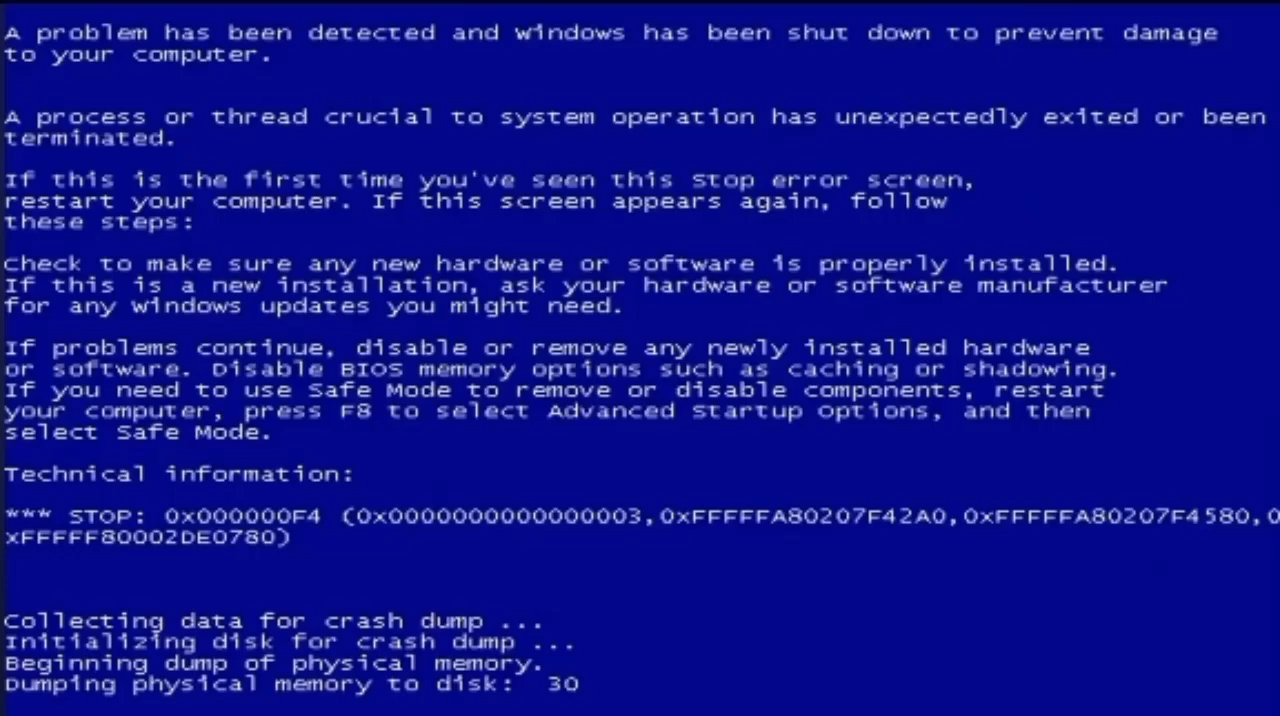 A problem has been detected and Windows has been shut down to prevent damage
to your computer.
A process or thread crucial to system operation has unexpectedly exited or been
terminated.
If this is the first time you've seen this Stop error screen,
restart your computer. If this screen appears again, follow
these steps:
Check to make sure any new hardware or software is properly installed.
If this is a new installation, ask your hardware or software manufacturer
for any Windows updates you might need.
If problems continue, disable or remove any newly installed hardware
or software. Disable BIOS memory options such as caching or shadowing.
If you need to use Safe Mode to remove or disable components, restart
your computer, press F8 to select Advanced Startup Options, and then
select Safe Mode.
Technical information:
*** STOP: 0x000000F4 (0x0000000000000003,0xFFFFFA80207F42A0,0xFFFFFA80207F4580,0
xFFFFF80002DE0780)
Collecting data for crash dump ...
Initializing disk for crash dump ...
Beginning dump of physical memory.
Dumping physical memory to disk:  30